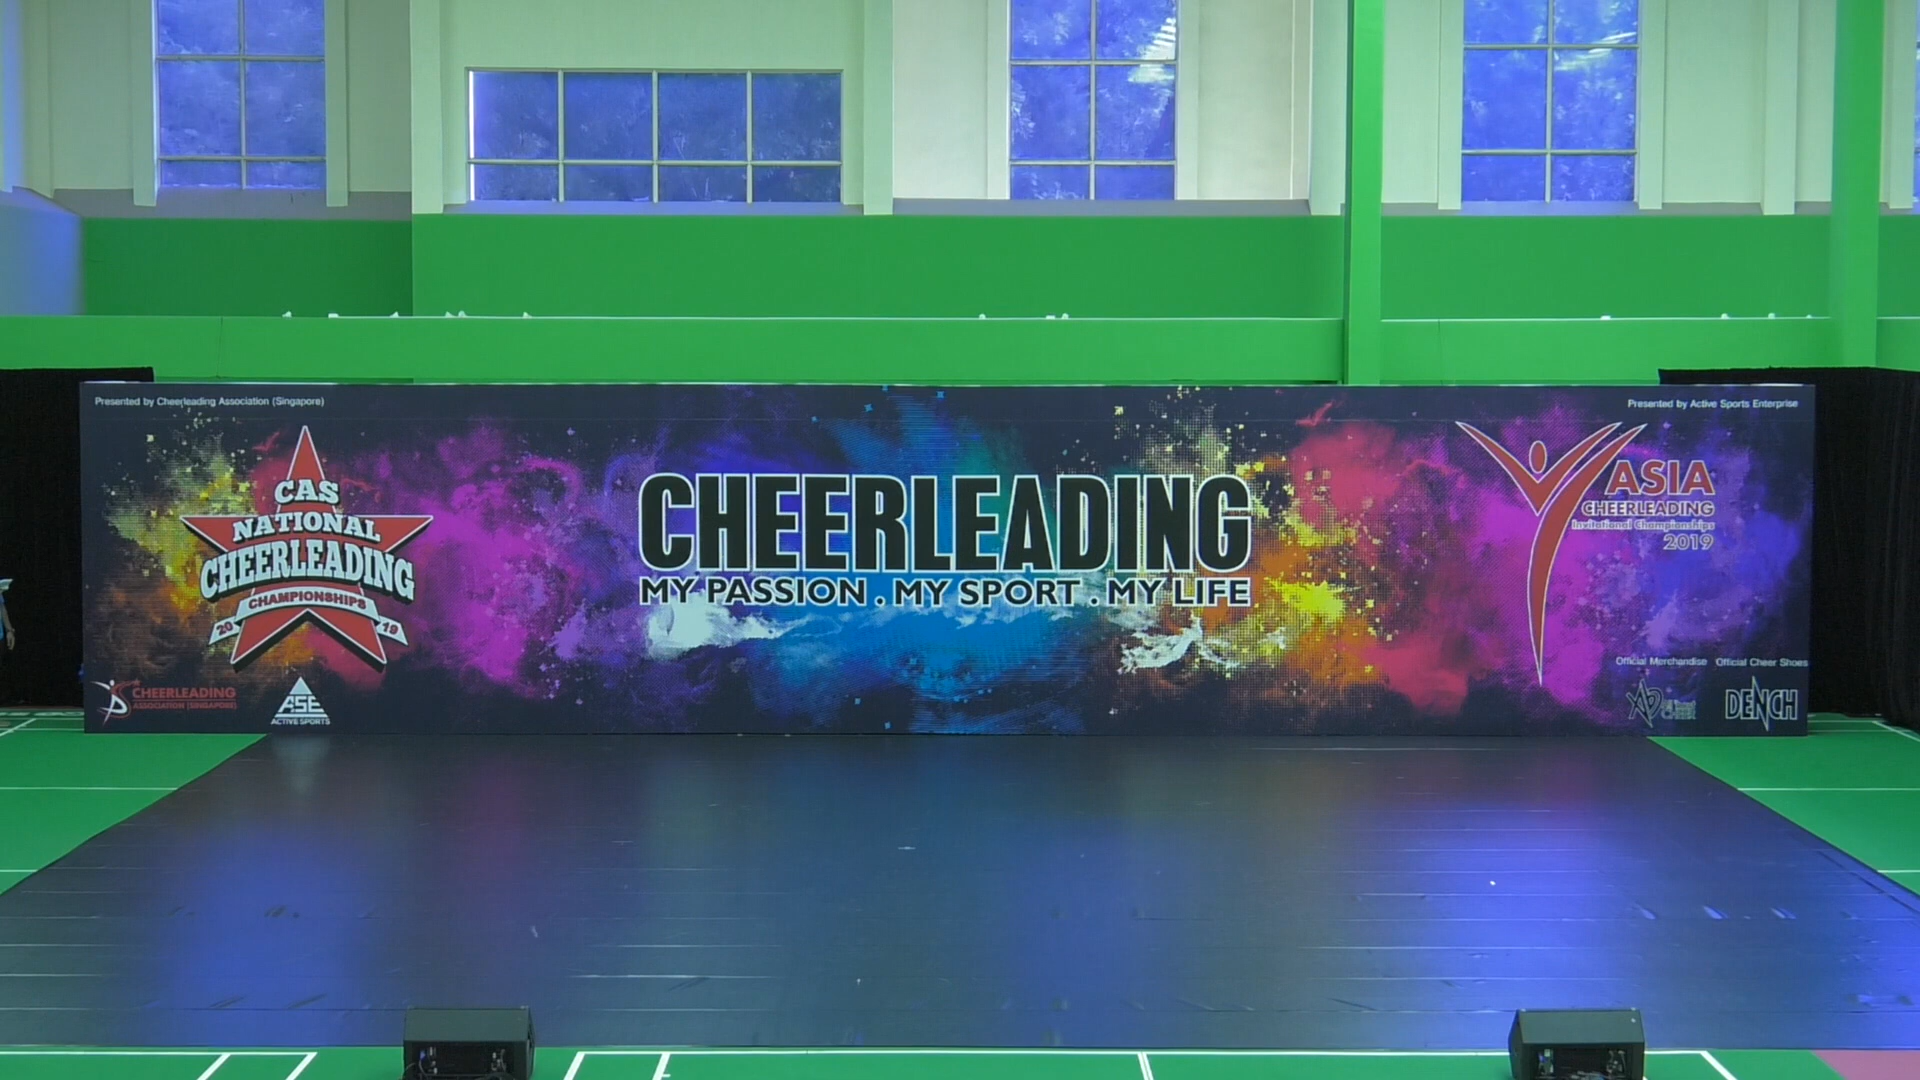 Presented by Cheerleading Association (Singapore)
CAS
NATIONAL
CHEERLEADING
CHAMPIONSHIPS
20 19
CHEERLEADING
ASSOCIATION (SINGAPORE)
ASE
ACTIVE SPORTS
CHEERLEADING
MY PASSION . MY SPORT . MY LIFE
Presented by Active Sports Enterprise
ASIA
CHEERLEADING
Invitational Championships
2019
Official Merchandise
Official Cheer Shoes
CHEER
DENCH